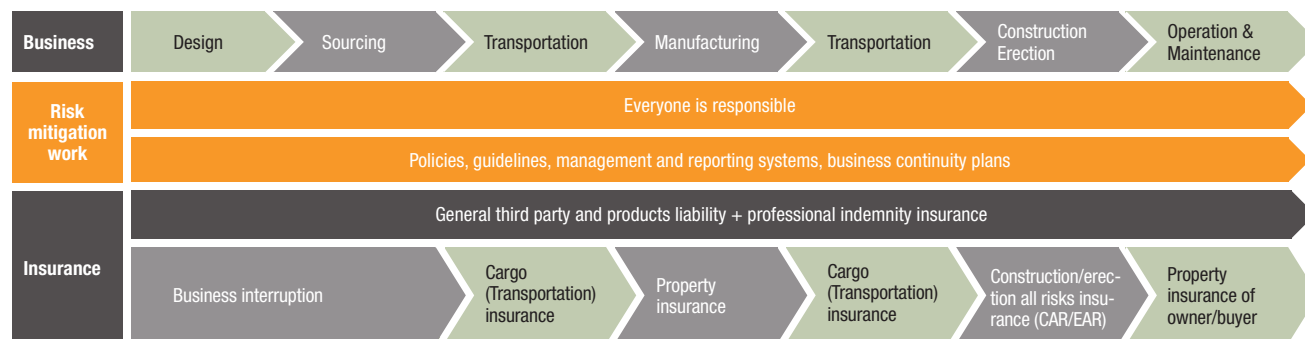 Business
Design
Sourcing
Transportation
Manufacturing
Transportation
Construction
Erection
Operation &
Maintenance
Risk
mitigation
work
Everyone is responsible
Policies, guidelines, management and reporting systems, business continuity plans
Insurance
General third party and products liability + professional indemnity insurance
Business interruption
Cargo
(Transportation)
insurance
Property
insurance
Cargo
(Transportation)
insurance
Construction/erec-
tion all risks insu-
rance (CAR/EAR)
Property
insurance of
owner/buyer